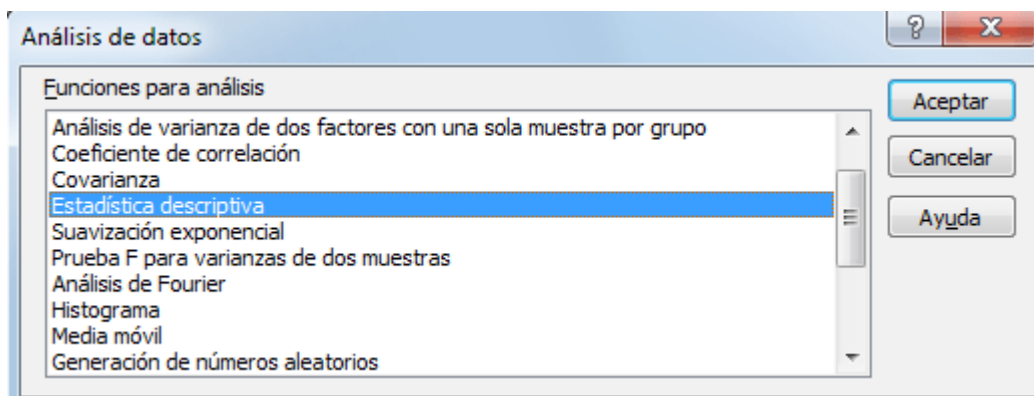 Análisis de datos
Funciones para análisis
Análisis de varianza de dos factores con una sola muestra por grupo
Coeficiente de correlación
Covarianza
Estadística descriptiva
Suavización exponencial
Prueba F para varianzas de dos muestras
Análisis de Fourier
Histograma
Media móvil
Generación de números aleatorios
Aceptar
Cancelar
Ayuda